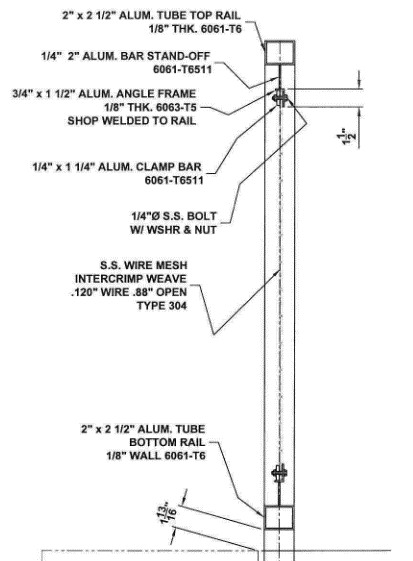 2" x 2 1/2" ALUM. TUBE TOP RAIL
1/8" THK. 6061-T6
1/4" 2" ALUM. BAR STAND-OFF
6061-T6511
3/4" x 1 1/2" ALUM. ANGLE FRAME
1/8" THK. 6063-T5
SHOP WELDED TO RAIL
1 1/2"
1/4" x 1 1/4" ALUM. CLAMP BAR
6061-T6511
1/4"Ø S.S. BOLT
W/ WSHR & NUT
S.S. WIRE MESH
INTERCRIMP WEAVE
.120" WIRE .88" OPEN
TYPE 304
2" x 2 1/2" ALUM. TUBE
BOTTOM RAIL
1/8" WALL 6061-T6
1 13/16"